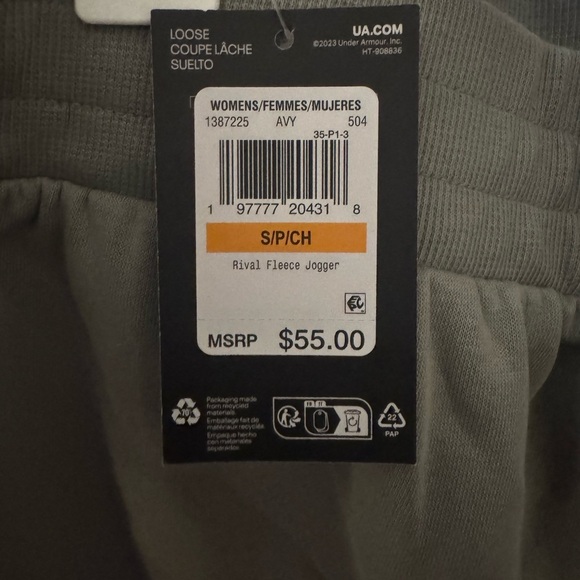 LOOSE
COUPE LÂCHE
SUELTO
UA.COM
©2023 Under Armour, Inc.
HT-908836
WOMENS/FEMMES/MUJERES
1387225 AVY 504
35-P1-3
1 97777 20431 8
S/P/CH
Rival Fleece Jogger
MSRP $55.00
70
Packaging made
from recycled
materials
Emballage fait de
matériaux recyclés
Empaque hecho
con materiales
FR
22
PAP